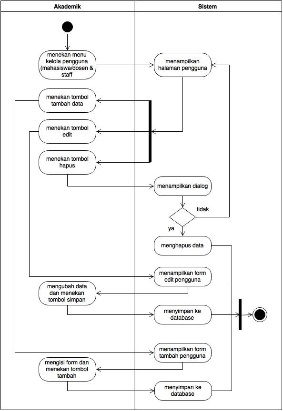 Akademik
Sistem
menekan menu
kelola pengguna
(mahasiswa/dosen &
staff
menampilkan
halaman pengguna
menekan tombol
tambah data
menekan tombol
edit
menekan tombol
hapus
menampilkan dialog
tidak
ya
menghapus data
menampilkan form
edit pengguna
mengubah data
dan menekan
tombol simpan
menyimpan ke
database
menampilkan form
tambah pengguna
mengisi form dan
menekan tombol
tambah
menyimpan ke
database